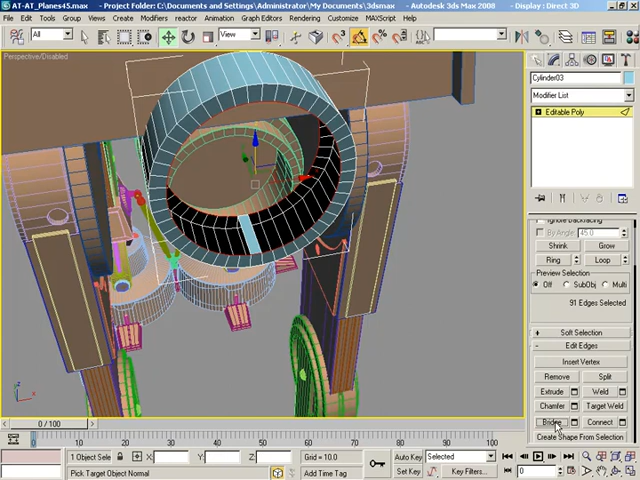 AT-AT_Planes45.max - Project Folder: C:\Documents and Settings\Administrator\My Documents\3dsmax - Autodesk 3ds Max 2008 - Display : Direct 3D
File Edit Tools Group Views Create Modifiers reactor Animation Graph Editors Rendering Customize MAXScript Help
All View
Perspective/Disabled
Cylinder03
Modifier List
Editable Poly
Ignore Backfacing
By Angle: 45.0
Shrink Grow
Ring Loop
Preview Selection
Off SubObj Multi
91 Edges Selected
+ Soft Selection
- Edit Edges
Insert Vertex
Remove Split
Extrude Weld
Chamfer Target Weld
Bridge Connect
Create Shape From Selection
0 / 100
0 10 20 30 40 50 60 70 80 90 100
1 Object Selec X: Y: Z: Grid = 10.0 Auto Key Selected
Pick Target Object Normal Add Time Tag Set Key Key Filters... 0